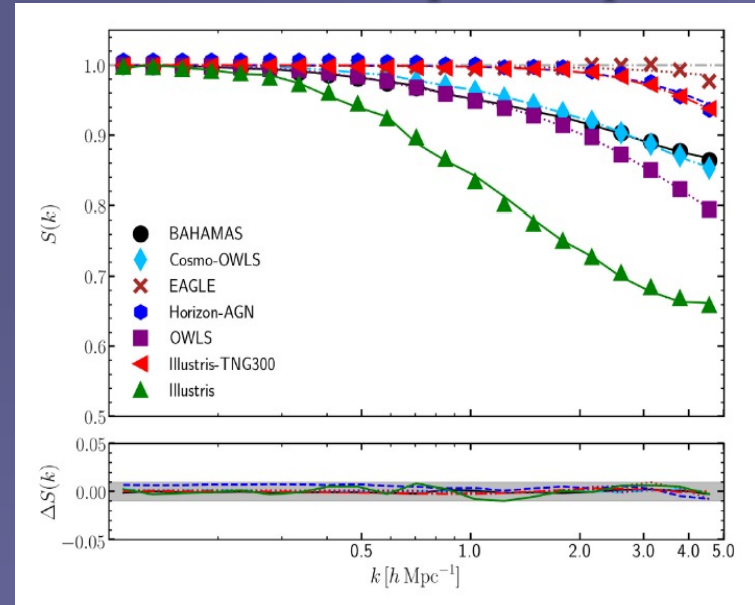 1.0
0.9
0.8
0.7
0.6
0.5
S(k)
BAHAMAS
Cosmo-OWLS
EAGLE
Horizon-AGN
OWLS
Illustris-TNG300
Illustris
0.05
0.00
−0.05
ΔS(k)
0.5 1.0 2.0 3.0 4.0 5.0
k [h Mpc⁻¹]